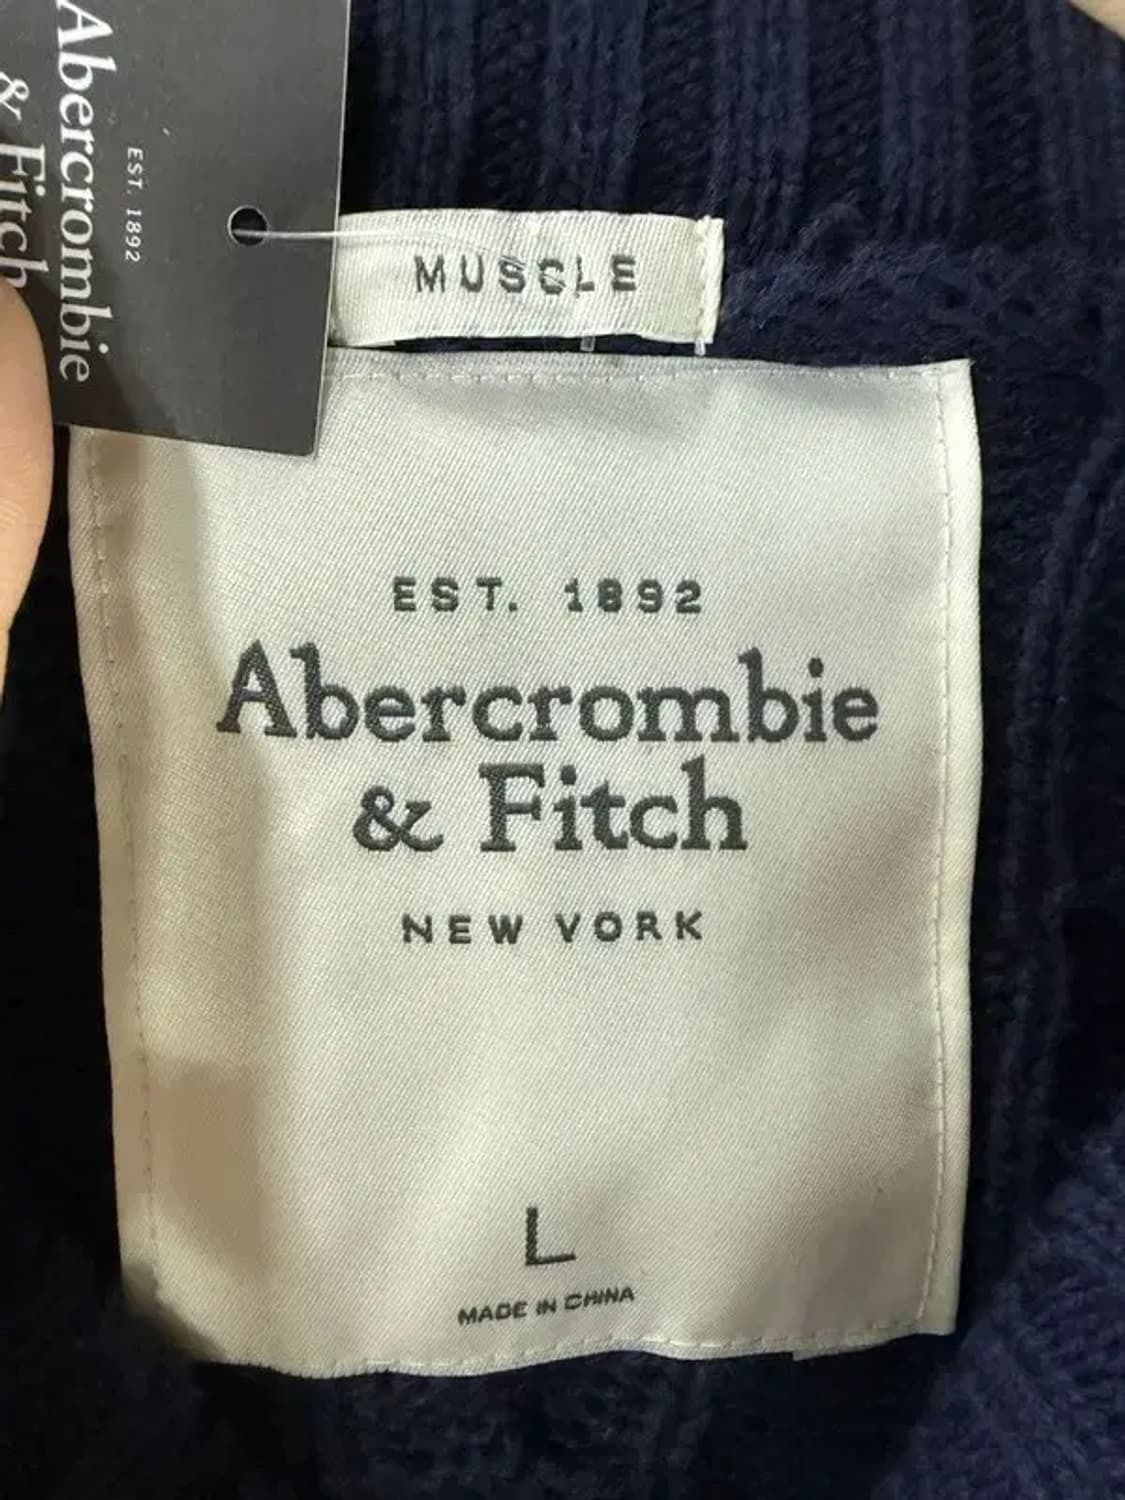 Abercrombie
& Fitch
EST. 1892
MUSCLE
EST. 1892
Abercrombie
& Fitch
NEW YORK
L
MADE IN CHINA